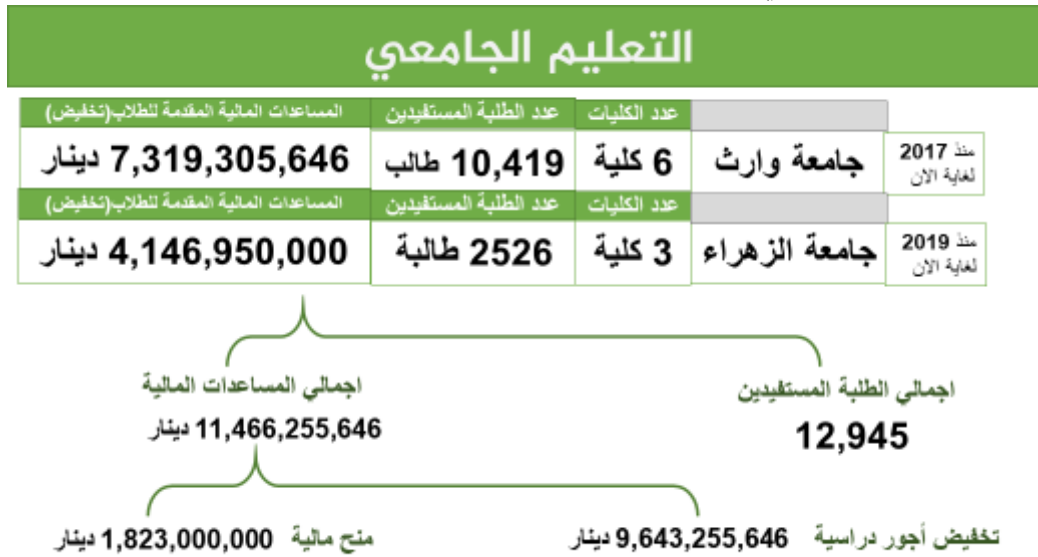 التعليم الجامعي
عدد الكليات عدد الطلبة المستفيدين المساعدات المالية المقدمة للطلاب(تخفيض)
منذ 2017 لغاية الان جامعة وارث 6 كلية 10,419 طالب 7,319,305,646 دينار
عدد الكليات عدد الطلبة المستفيدين المساعدات المالية المقدمة للطلاب(تخفيض)
منذ 2019 لغاية الان جامعة الزهراء 3 كلية 2526 طالبة 4,146,950,000 دينار
اجمالي الطلبة المستفيدين اجمالي المساعدات المالية
12,945 11,466,255,646 دينار
تخفيض أجور دراسية 9,643,255,646 دينار منح مالية 1,823,000,000 دينار